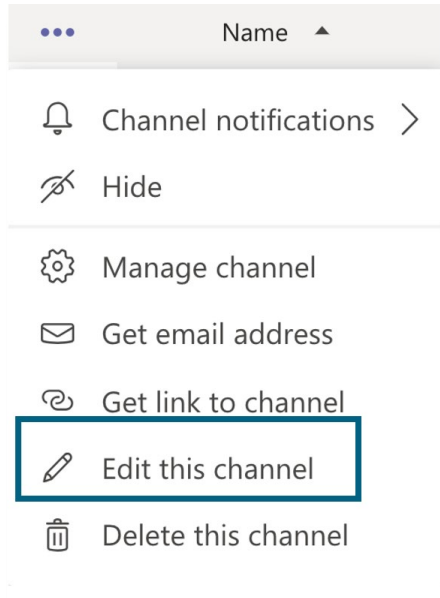 Name
Channel notifications
Hide
Manage channel
Get email address
Get link to channel
Edit this channel
Delete this channel